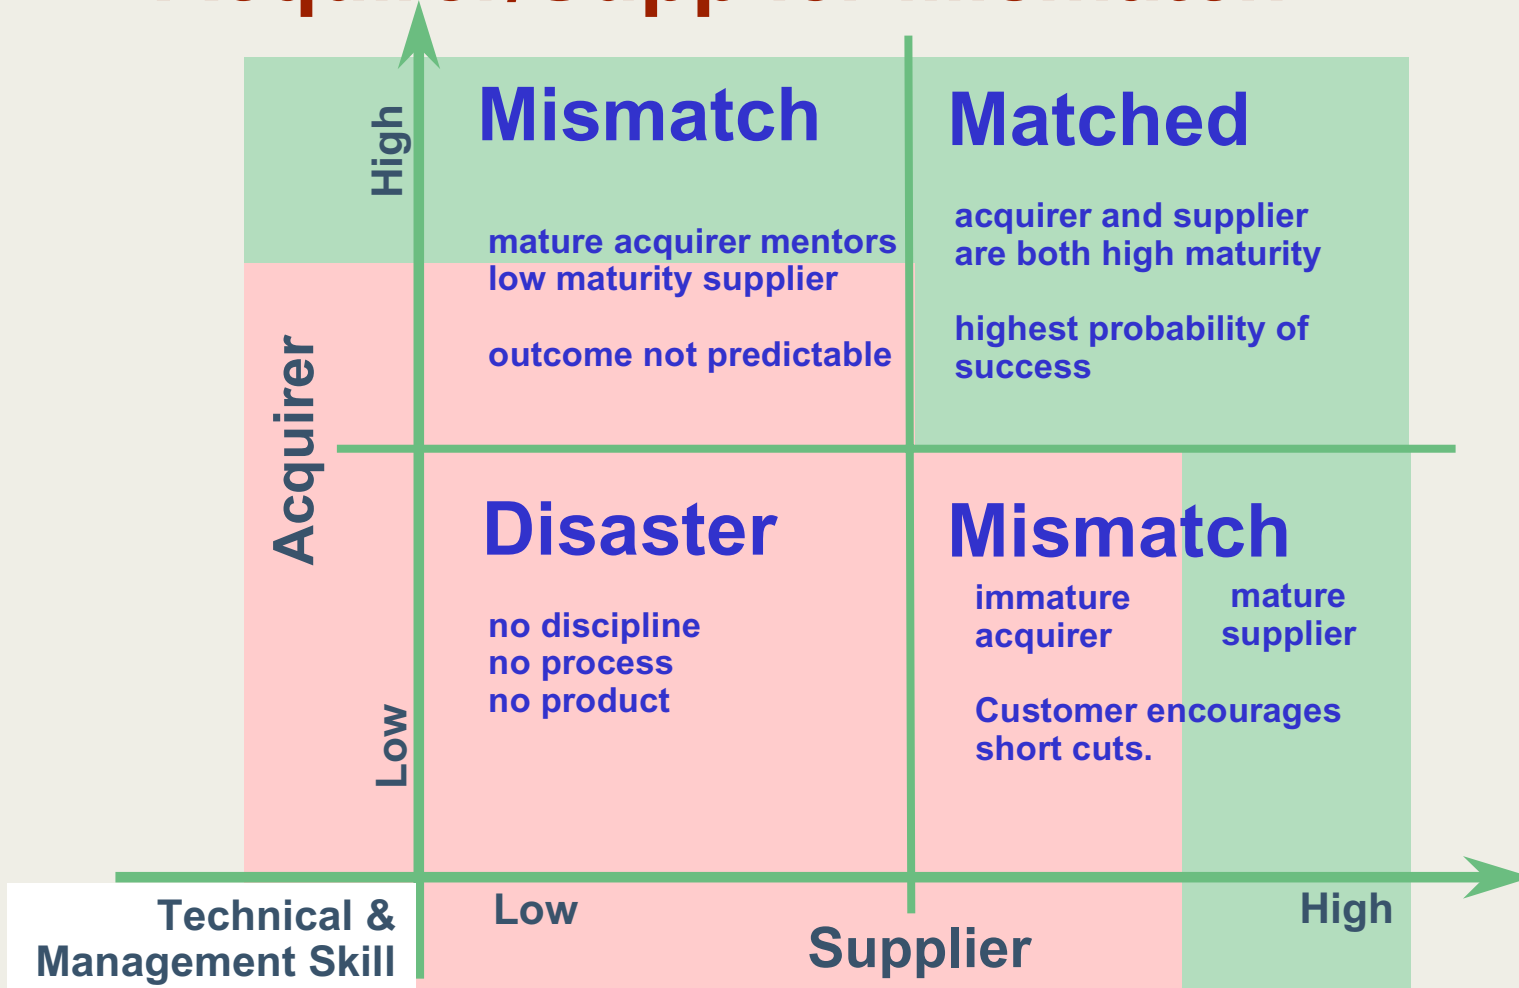 High
Mismatch
mature acquirer mentors
low maturity supplier
outcome not predictable
Matched
acquirer and supplier
are both high maturity
highest probability of
success
Acquirer
Disaster
no discipline
no process
no product
Mismatch
immature
acquirer
mature
supplier
Customer encourages
short cuts.
Low
Technical &
Management Skill
Low
High
Supplier